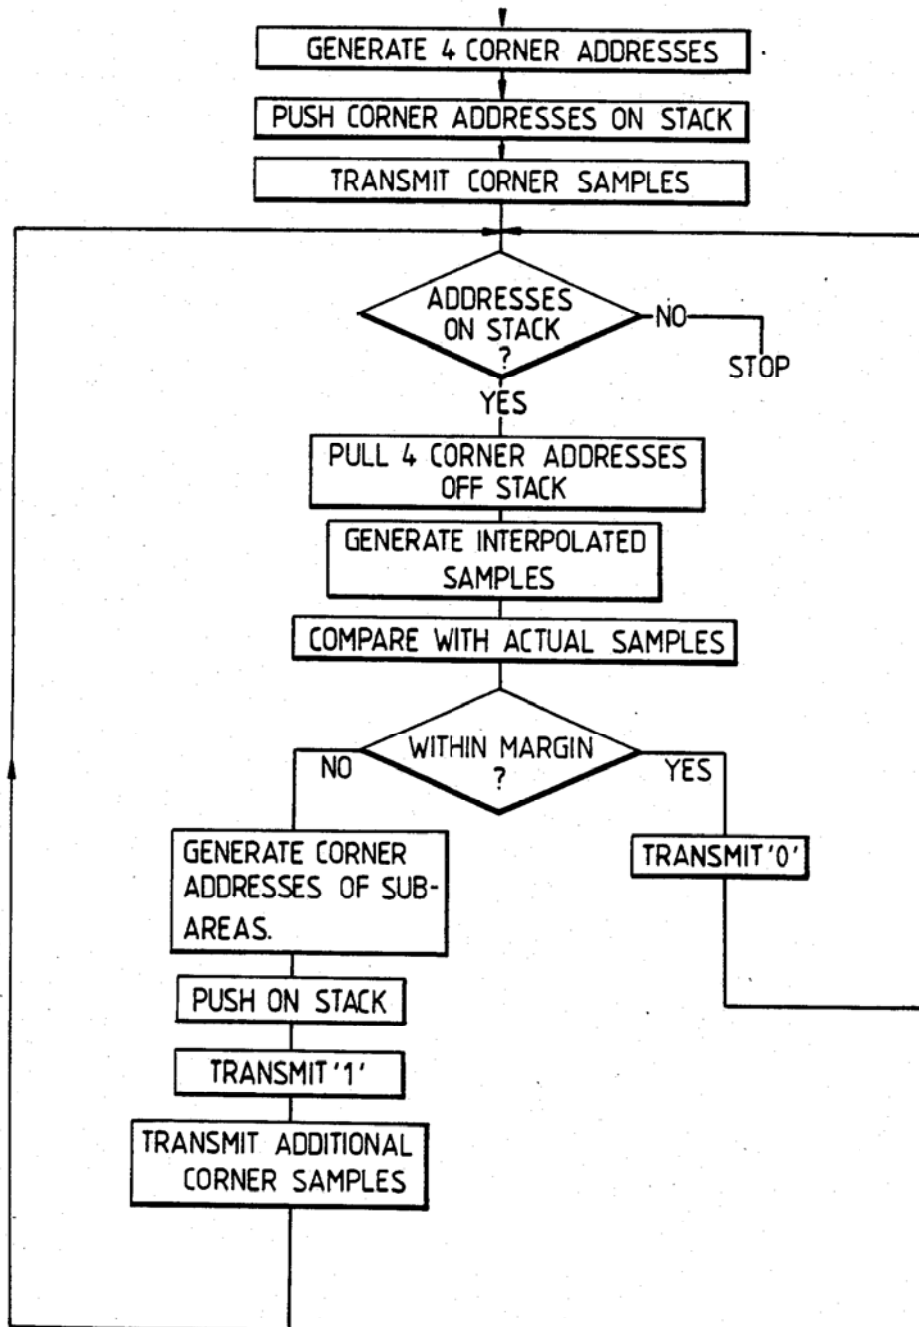 GENERATE 4 CORNER ADDRESSES
PUSH CORNER ADDRESSES ON STACK
TRANSMIT CORNER SAMPLES
ADDRESSES
ON STACK
?
NO
STOP
YES
PULL 4 CORNER ADDRESSES
OFF STACK
GENERATE INTERPOLATED
SAMPLES
COMPARE WITH ACTUAL SAMPLES
WITHIN MARGIN
?
NO
YES
GENERATE CORNER
ADDRESSES OF SUB-
AREAS.
TRANSMIT '0'
PUSH ON STACK
TRANSMIT '1'
TRANSMIT ADDITIONAL
CORNER SAMPLES